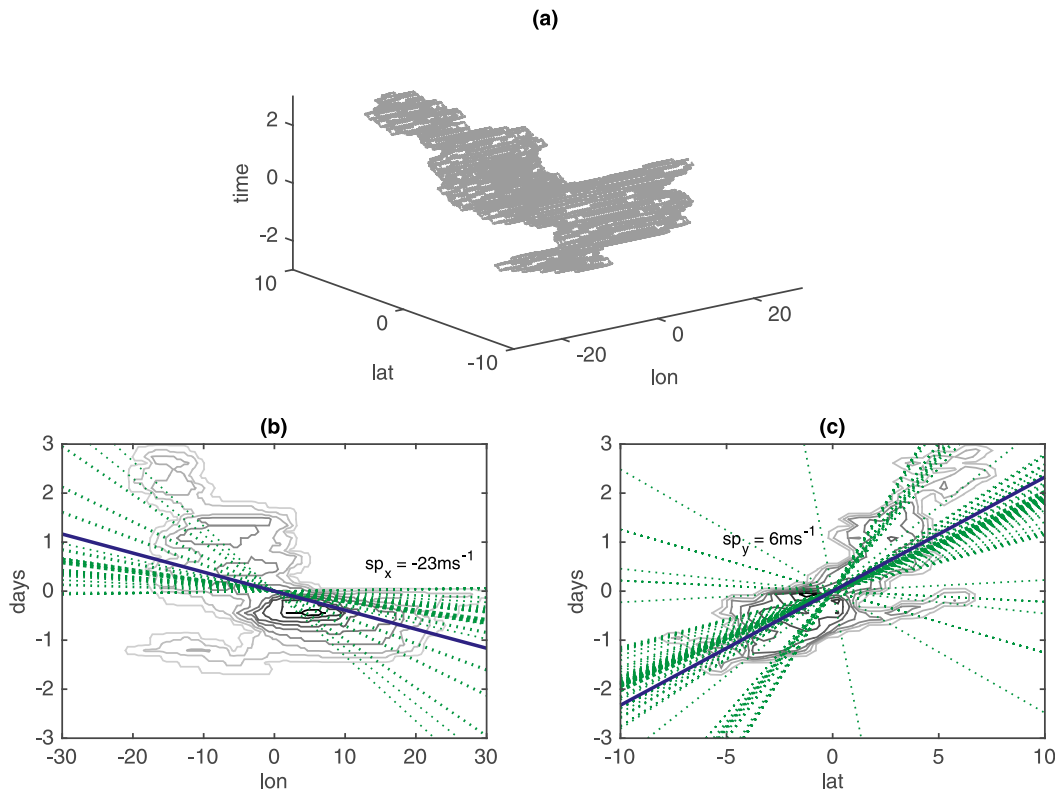 (a)
2
0
-2
time
10
0
-10
lat
-20
0
20
lon
(b)
3
2
1
0
-1
-2
-3
days
sp_x = -23ms^-1
-30 -20 -10 0 10 20 30
lon
(c)
3
2
1
0
-1
-2
-3
days
sp_y = 6ms^-1
-10 -5 0 5 10
lat